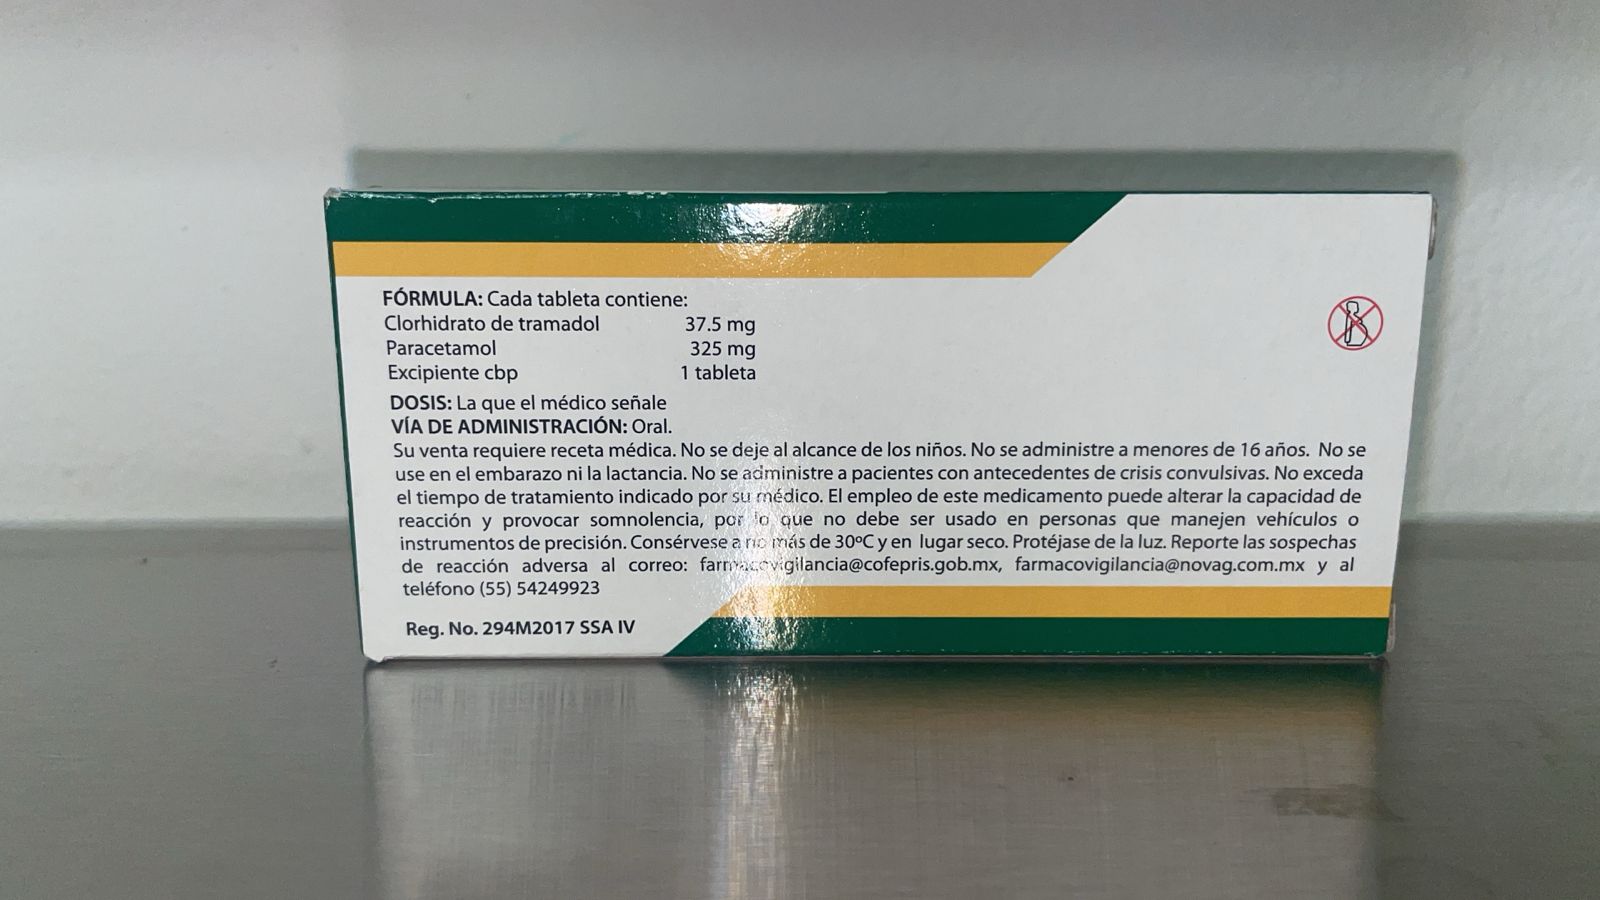 FÓRMULA: Cada tableta contiene:
Clorhidrato de tramadol 37.5 mg
Paracetamol 325 mg
Excipiente cbp 1 tableta
DOSIS: La que el médico señale
VÍA DE ADMINISTRACIÓN: Oral.
Su venta requiere receta médica. No se deje al alcance de los niños. No se administre a menores de 16 años. No se
use en el embarazo ni la lactancia. No se administre a pacientes con antecedentes de crisis convulsivas. No exceda
el tiempo de tratamiento indicado por su médico. El empleo de este medicamento puede alterar la capacidad de
reacción y provocar somnolencia, por lo que no debe ser usado en personas que manejen vehículos o
instrumentos de precisión. Consérvese a no más de 30ºC y en lugar seco. Protéjase de la luz. Reporte las sospechas
de reacción adversa al correo: farmacovigilancia@cofepris.gob.mx, farmacovigilancia@novag.com.mx y al
teléfono (55) 54249923
Reg. No. 294M2017 SSA IV